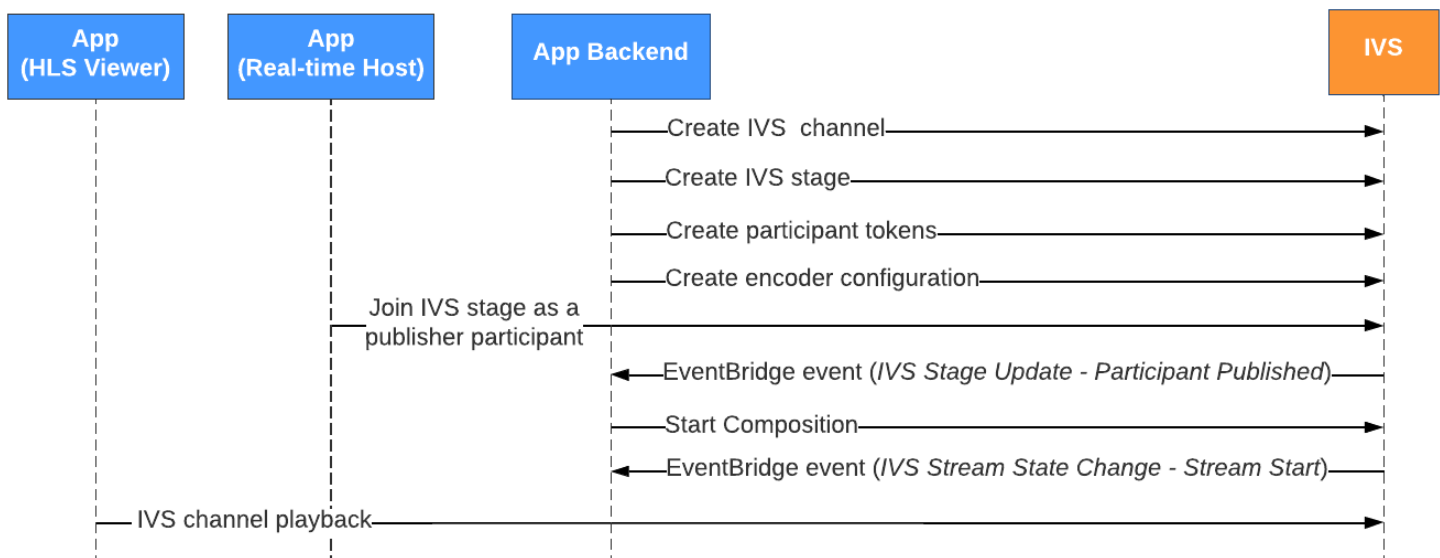 App
(HLS Viewer)
App
(Real-time Host)
App Backend
IVS
Create IVS channel
Create IVS stage
Create participant tokens
Create encoder configuration
Join IVS stage as a
publisher participant
EventBridge event (IVS Stage Update - Participant Published)
Start Composition
EventBridge event (IVS Stream State Change - Stream Start)
IVS channel playback